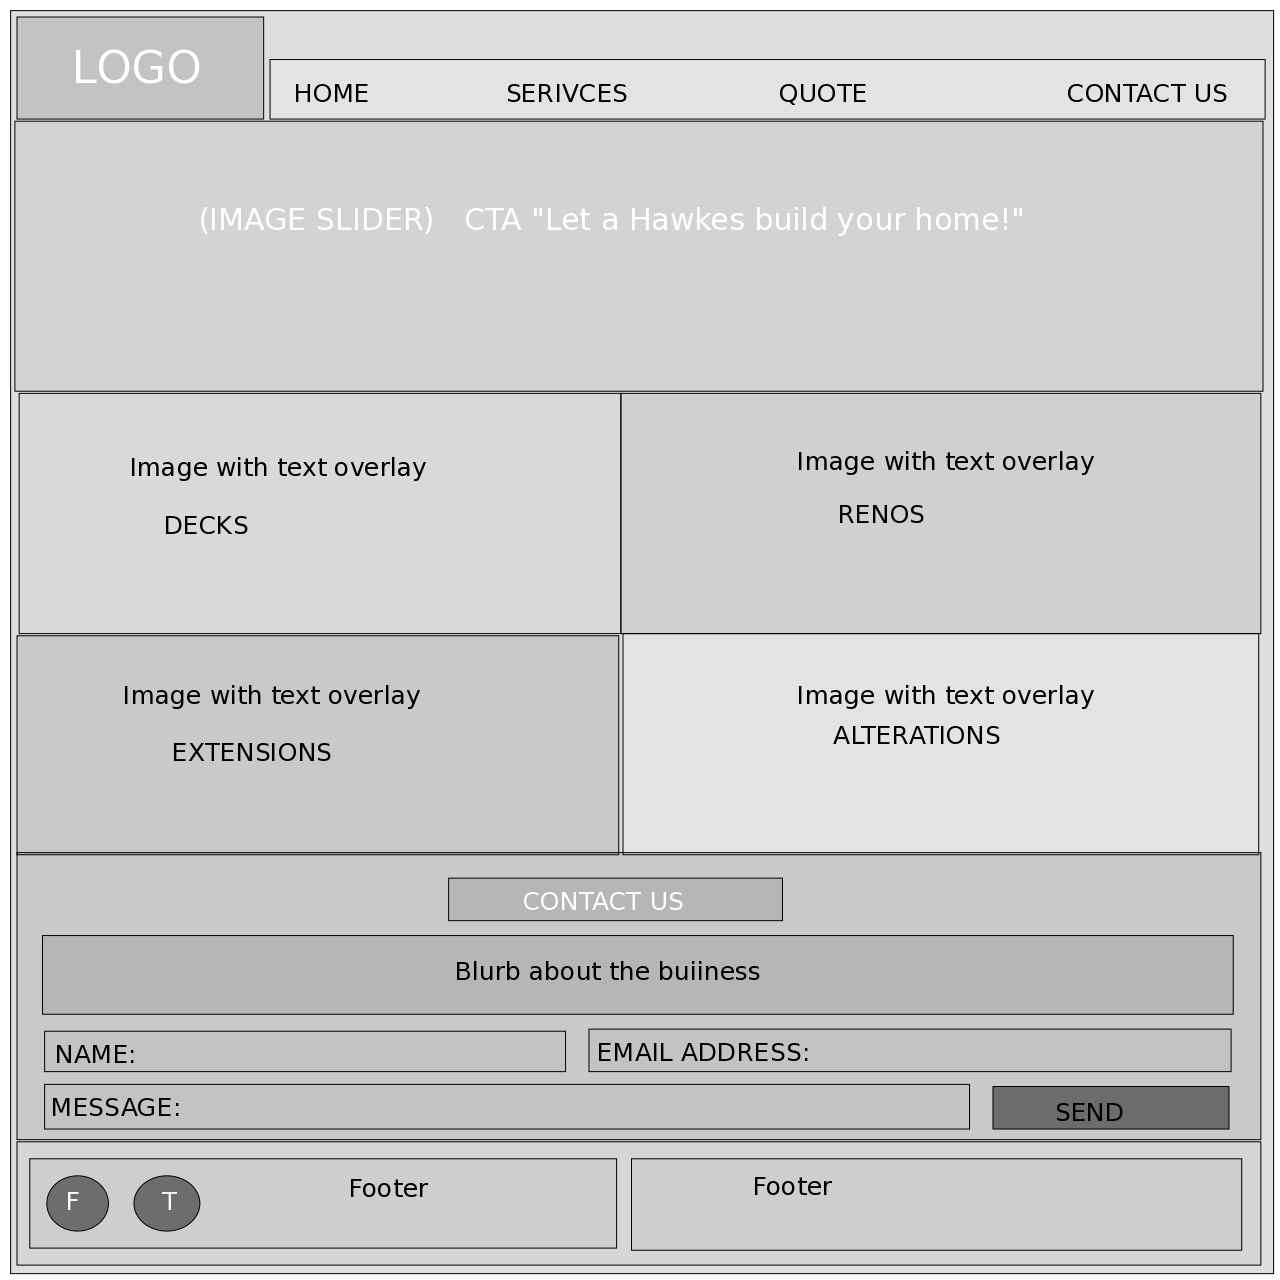 LOGO
HOME SERIVCES QUOTE CONTACT US
(IMAGE SLIDER) CTA "Let a Hawkes build your home!"
Image with text overlay
DECKS
Image with text overlay
RENOS
Image with text overlay
EXTENSIONS
Image with text overlay
ALTERATIONS
CONTACT US
Blurb about the buiiness
NAME:
EMAIL ADDRESS:
MESSAGE:
SEND
F T Footer
Footer